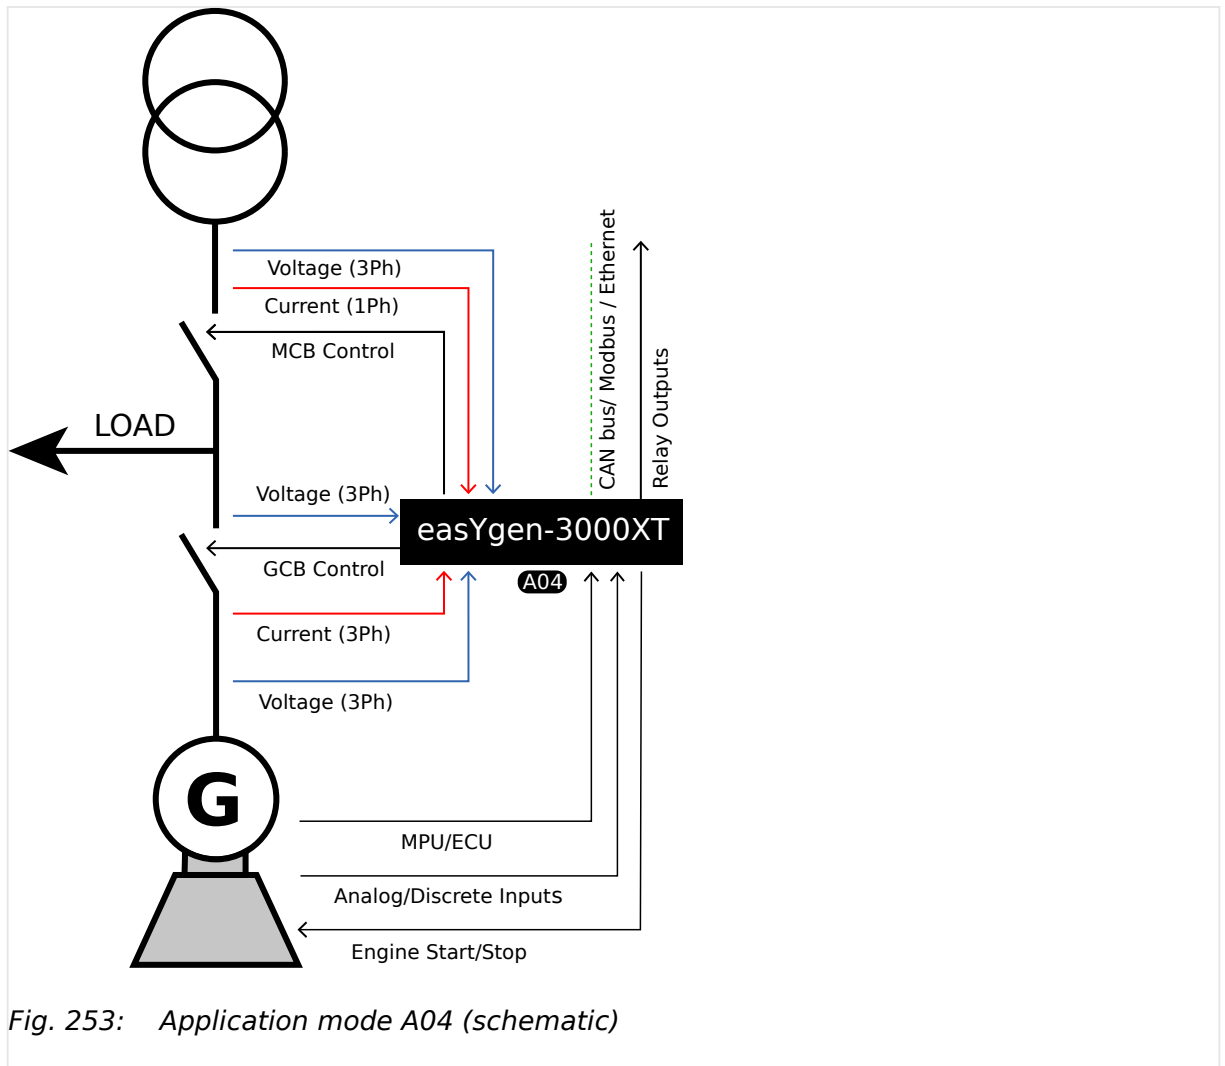 CAN bus/ Modbus / Ethernet
Voltage (3Ph)
Current (1Ph)
MCB Control
Relay Outputs
LOAD
Voltage (3Ph)
easYgen-3000XT
GCB Control
A04
Current (3Ph)
Voltage (3Ph)
G
MPU/ECU
Analog/Discrete Inputs
Engine Start/Stop
Fig. 253: Application mode A04 (schematic)